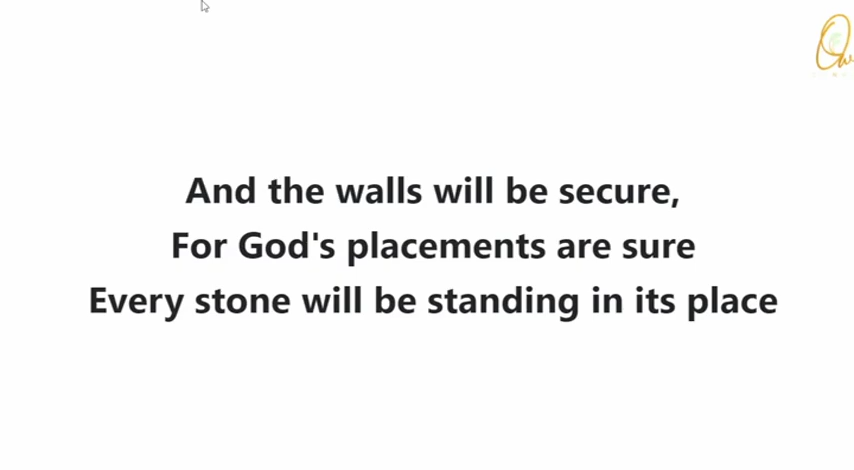 And the walls will be secure,
For God's placements are sure
Every stone will be standing in its place